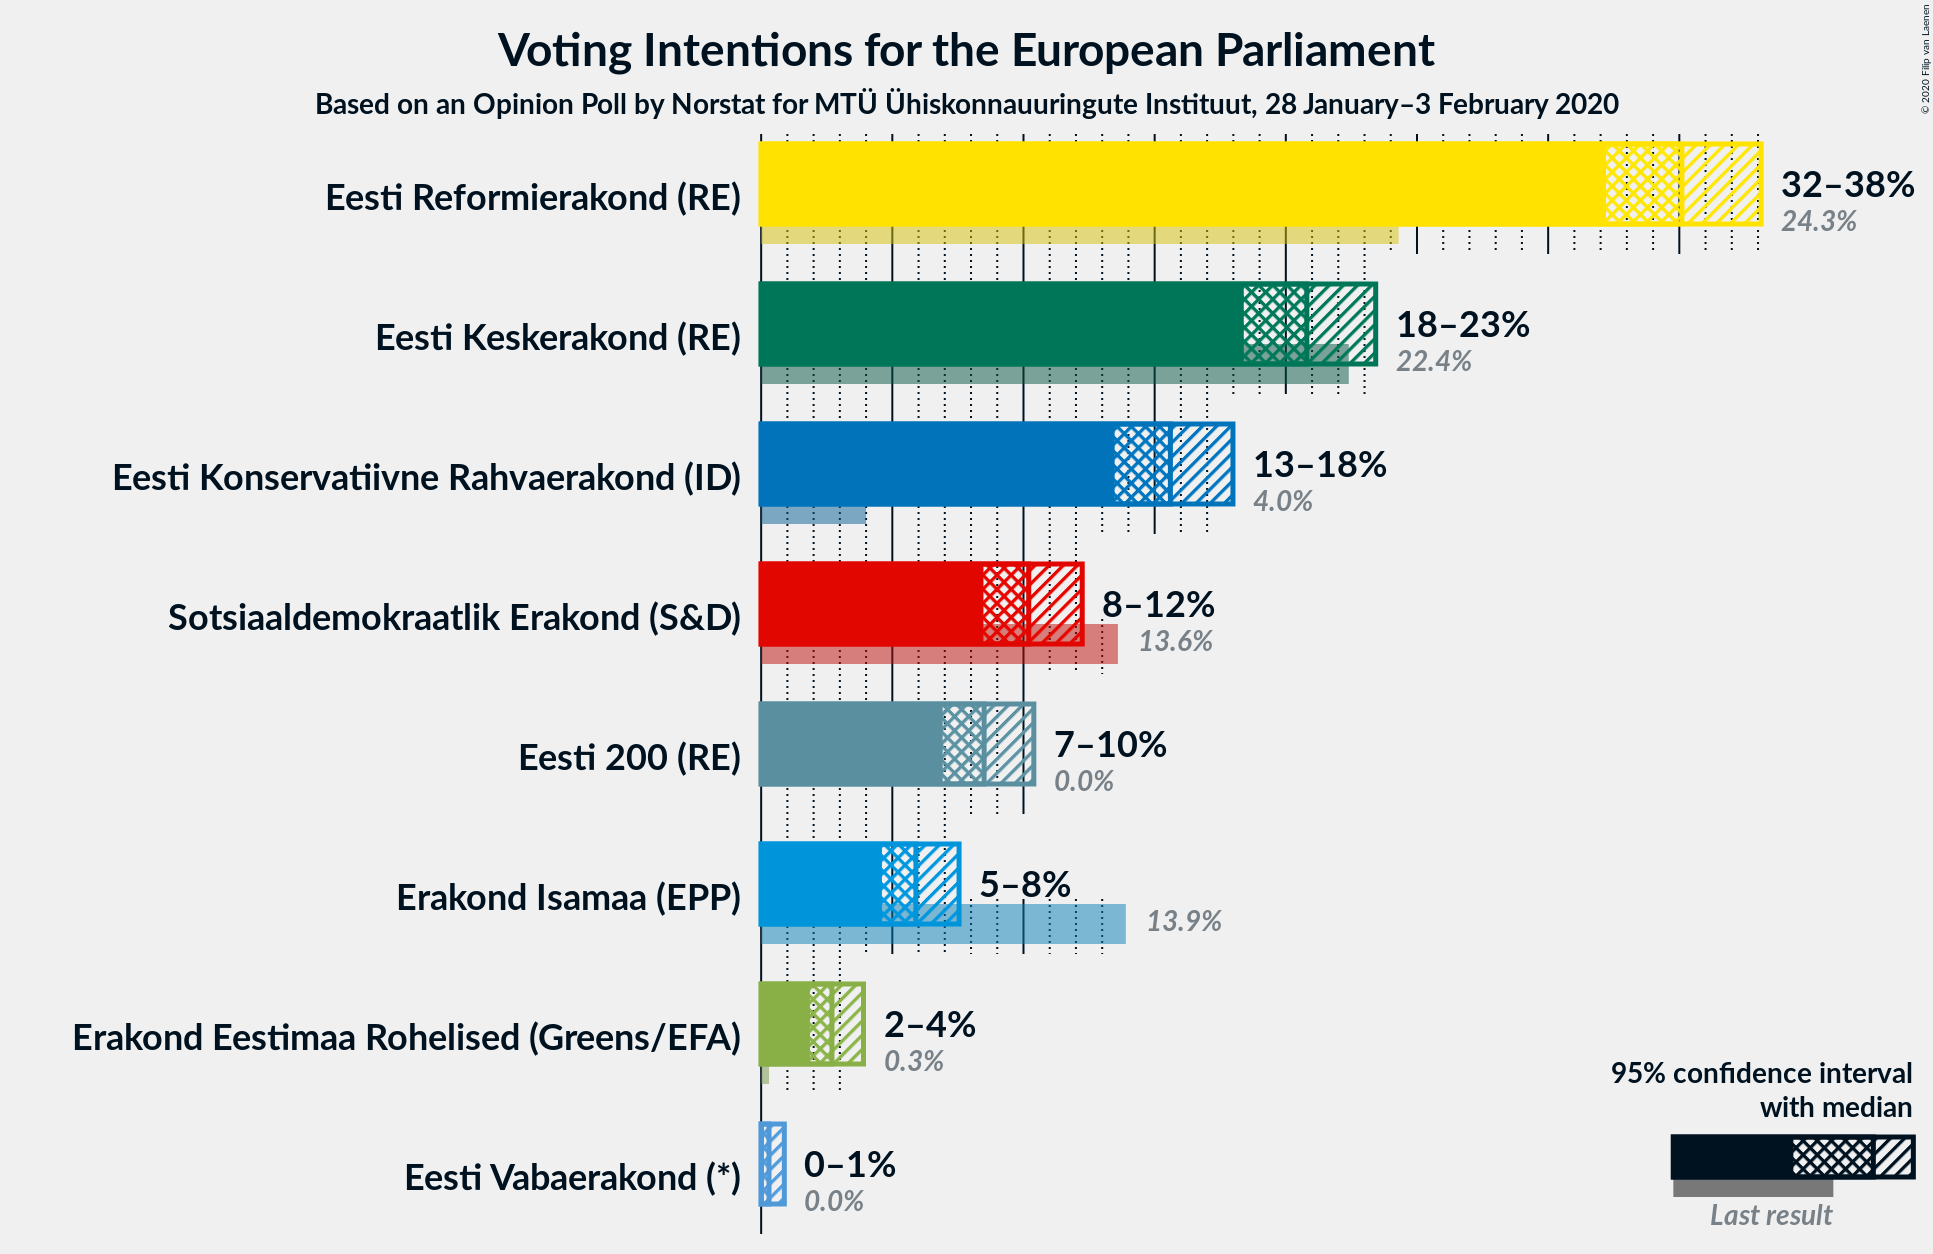 Voting Intentions for the European Parliament
Based on an Opinion Poll by Norstat for MTÜ Ühiskonnauuringute Instituut, 28 January–3 February 2020
© 2020 Filip van Laenen
Eesti Reformierakond (RE)
32–38%
24.3%
Eesti Keskerakond (RE)
18–23%
22.4%
Eesti Konservatiivne Rahvaerakond (ID)
13–18%
4.0%
Sotsiaaldemokraatlik Erakond (S&D)
8–12%
13.6%
Eesti 200 (RE)
7–10%
0.0%
Erakond Isamaa (EPP)
5–8%
13.9%
Erakond Eestimaa Rohelised (Greens/EFA)
2–4%
0.3%
Eesti Vabaerakond (*)
0–1%
0.0%
95% confidence interval
with median
Last result